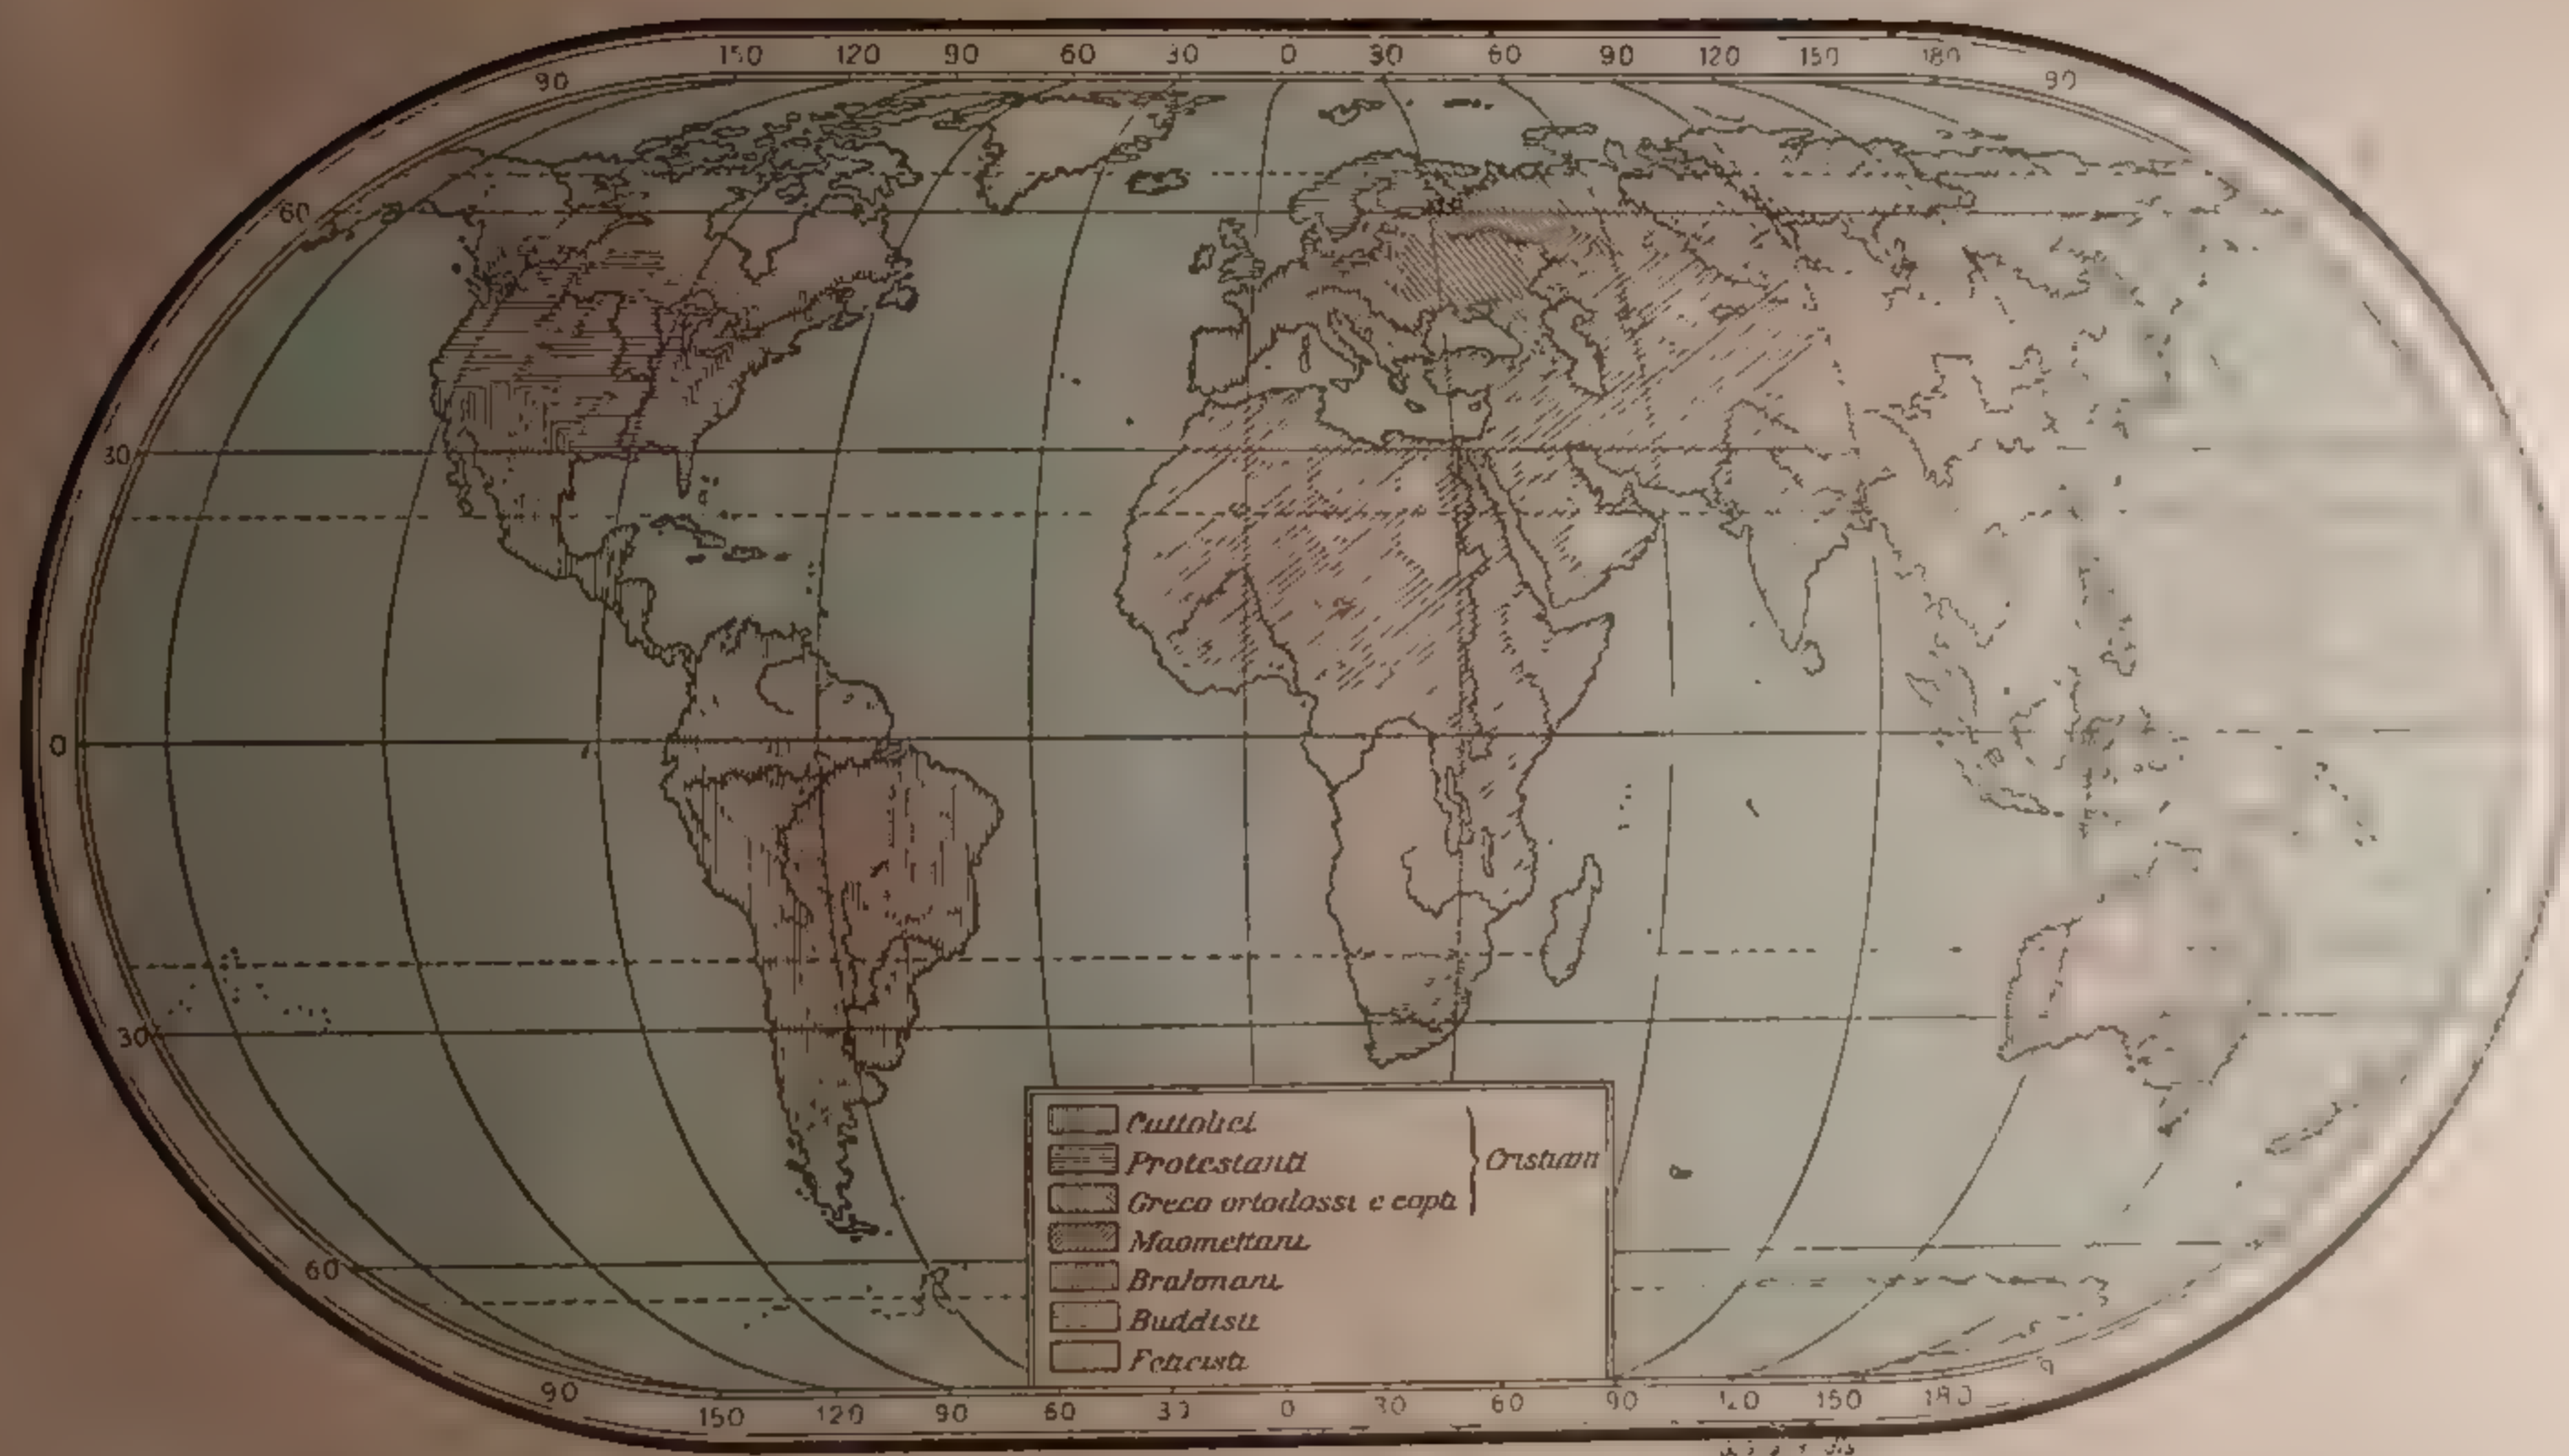 150 120 90 60 30 0 30 60 90 120 150 180
90 90
60
30
0
30
60
Cattolici
Protestanti
Cristiani
Greco ortodossi e copti
Maomettani
Bramani
Buddisti
Feticisti
90
150 120 90 60 30 0 30 60 90 120 150 180